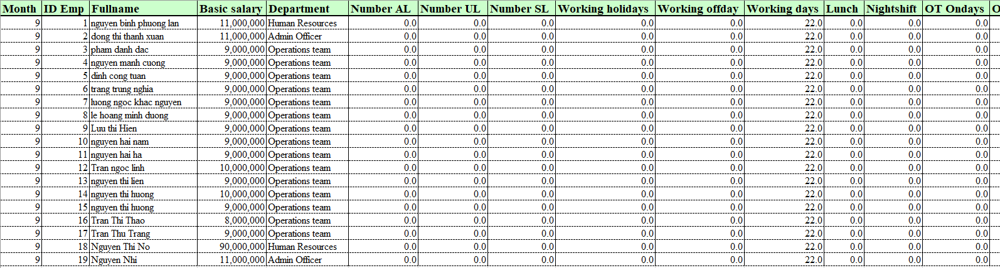 Month ID Emp Fullname Basic salary Department Number AL Number UL Number SL Working holidays Working offday Working days Lunch Nightshift OT Ondays O
9 1 nguyen binh phuong lan 11,000,000 Human Resources 0.0 0.0 0.0 0.0 0.0 22.0 0.0 0.0 0.0
9 2 dong thi thanh xuan 11,000,000 Admin Officer 0.0 0.0 0.0 0.0 0.0 22.0 0.0 0.0 0.0
9 3 pham danh dac 9,000,000 Operations team 0.0 0.0 0.0 0.0 0.0 22.0 0.0 0.0 0.0
9 4 nguyen manh cuong 9,000,000 Operations team 0.0 0.0 0.0 0.0 0.0 22.0 0.0 0.0 0.0
9 5 dinh cong tuan 9,000,000 Operations team 0.0 0.0 0.0 0.0 0.0 22.0 0.0 0.0 0.0
9 6 trang trung nghia 9,000,000 Operations team 0.0 0.0 0.0 0.0 0.0 22.0 0.0 0.0 0.0
9 7 luong ngoc khac nguyen 9,000,000 Operations team 0.0 0.0 0.0 0.0 0.0 22.0 0.0 0.0 0.0
9 8 le hoang minh duong 9,000,000 Operations team 0.0 0.0 0.0 0.0 0.0 22.0 0.0 0.0 0.0
9 9 Luu thi Hien 9,000,000 Operations team 0.0 0.0 0.0 0.0 0.0 22.0 0.0 0.0 0.0
9 10 nguyen hai nam 9,000,000 Operations team 0.0 0.0 0.0 0.0 0.0 22.0 0.0 0.0 0.0
9 11 nguyen hai ha 9,000,000 Operations team 0.0 0.0 0.0 0.0 0.0 22.0 0.0 0.0 0.0
9 12 Tran ngoc linh 10,000,000 Operations team 0.0 0.0 0.0 0.0 0.0 22.0 0.0 0.0 0.0
9 13 nguyen thi lien 9,000,000 Operations team 0.0 0.0 0.0 0.0 0.0 22.0 0.0 0.0 0.0
9 14 nguyen thi huong 10,000,000 Operations team 0.0 0.0 0.0 0.0 0.0 22.0 0.0 0.0 0.0
9 15 nguyen thi huong 9,000,000 Operations team 0.0 0.0 0.0 0.0 0.0 22.0 0.0 0.0 0.0
9 16 Tran Thi Thao 8,000,000 Operations team 0.0 0.0 0.0 0.0 0.0 22.0 0.0 0.0 0.0
9 17 Tran Thu Trang 9,000,000 Operations team 0.0 0.0 0.0 0.0 0.0 22.0 0.0 0.0 0.0
9 18 Nguyen Thi No 90,000,000 Human Resources 0.0 0.0 0.0 0.0 0.0 22.0 0.0 0.0 0.0
9 19 Nguyen Nhi 11,000,000 Admin Officer 0.0 0.0 0.0 0.0 0.0 22.0 0.0 0.0 0.0